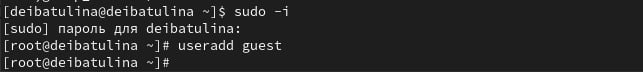 [deibatulina@deibatulina ~]$ sudo -i
[sudo] пароль для deibatulina:
[root@deibatulina ~]# useradd guest
[root@deibatulina ~]#